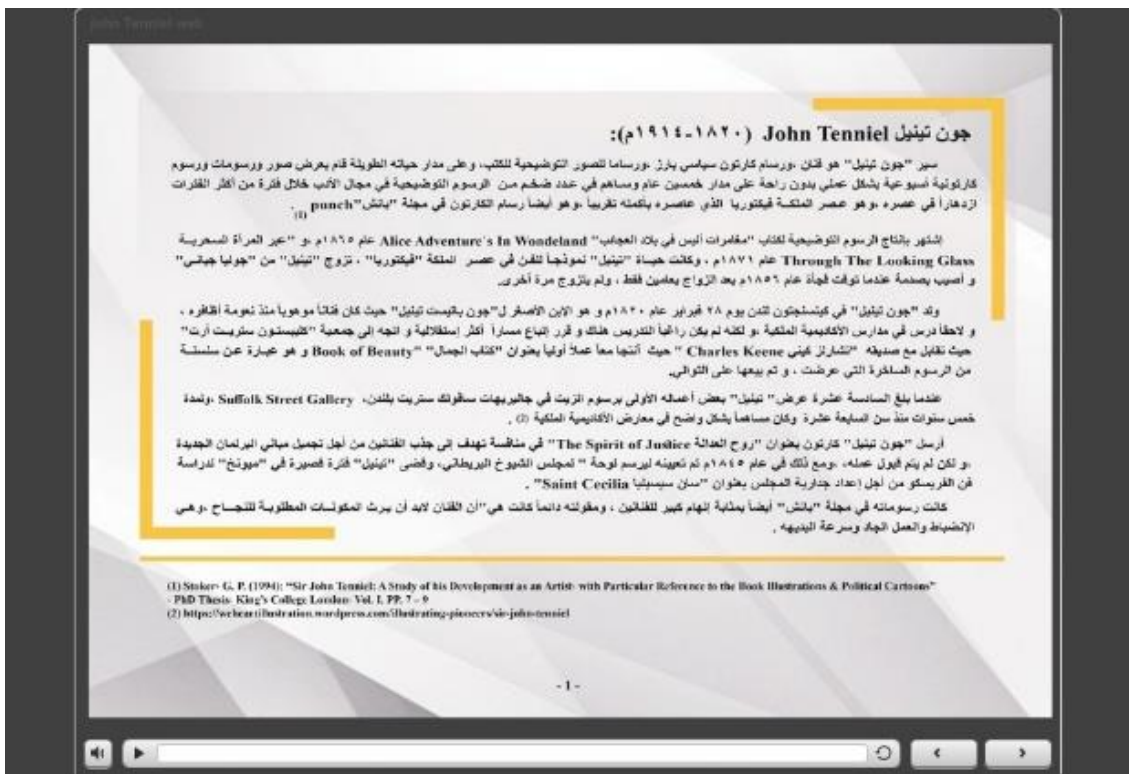 John Tenniel web
جون تينيل John Tenniel (١٨٢٠-١٩١٤م):
سير "جون تينيل" هو فنان ،ورسام كارتون سياسي بارز ،ورساما للصور التوضيحية للكتب، وعلى مدار حياته الطويلة قام بعرض صور ورسومات ورسوم
كارتونية أسبوعية بشكل عملي بدون راحة على مدار خمسين عام وساهم في عدد ضخم من الرسوم التوضيحية في مجال الأدب خلال فترة من أكثر الفترات
ازدهاراً في عصره ،وهو عصر الملكة فيكتوريا الذي عاصره بأكمله تقريباً ،وهو أيضاً رسام الكارتون في مجلة "بانش"punch (1).
إشتهر بانتاج الرسوم التوضيحية لكتاب "مغامرات أليس في بلاد العجائب" Alice Adventure's In Wondeland عام ١٨٦٥م ،و "عبر المرأة السحرية
Through The Looking Glass عام ١٨٧١م ، وكانت حياة "تينيل" نموذجاً للفن في عصر الملكة "فيكتوريا" ، تزوج "تينيل" من "جوليا جياني"
و أصيب بصدمة عندما توفت فجأة عام ١٨٥٦م بعد الزواج بعامين فقط ، ولم يتزوج مرة أخرى.
ولد "جون تينيل" في كينسنجتون لندن يوم ٢٨ فبراير عام ١٨٢٠م و هو الابن الأصغر ل"جون باتيست تينيل" حيث كان فناناً موهوباً منذ نعومة أظافره ،
و لاحقاً درس في مدارس الأكاديمية الملكية ،و لكنه لم يكن راغباً التدريس هناك و قرر إتباع مساراً أكثر إستقلالية و اتجه إلى جمعية "كليبستون ستريت أرت"
حيث تقابل مع صديقه "تشارلز كيني Charles Keene " حيث أنتجا معاً عملاً أولياً بعنوان "كتاب الجمال" "Book of Beauty و هو عبارة عن سلسلة
من الرسوم الساخرة التي عرضت ، و تم بيعها على التوالي.
عندما بلغ السادسة عشرة عرض" تينيل" بعض أعماله الأولى برسوم الزيت في جاليريهات سافولك ستريت بلندن، Suffolk Street Gallery ،ولمدة
خمس سنوات منذ سن السابعة عشرة وكان مساهماً بشكل واضح في معارض الأكاديمية الملكية (2) .
أرسل "جون تينيل" كارتون بعنوان "روح العدالة The Spirit of Justice" في منافسة تهدف إلى جذب الفنانين من أجل تجميل مباني البرلمان الجديدة
،و لكن لم يتم قبول عمله، ،ومع ذلك في عام ١٨٤٥م تم تعيينه ليرسم لوحة " لمجلس الشيوخ البريطاني، وقضى "تينيل" فترة قصيرة في "ميونخ" لدراسة
فن الفريسكو من أجل إعداد جدارية المجلس بعنوان "سان سيسيليا Saint Cecilia" .
كانت رسوماته في مجلة "بانش" أيضاً بمثابة إلهام كبير للفنانين ، ومقولته دائماً كانت هي"أن الفنان لابد أن يرث المكونات المطلوبة للنجاح ،وهي
الإنضباط والعمل الجاد وسرعة البديهه .
(1) Stoker- G. P. (1994): "Sir John Tenniel: A Study of his Development as an Artist- with Particular Reference to the Book Illustrations & Political Cartoons"
- PhD Thesis- King's College London- Vol. I. PP. 7 – 9
(2) https://weheartillustration.wordpress.com/illustrating-pioneers/sir-john-tenniel
- 1 -